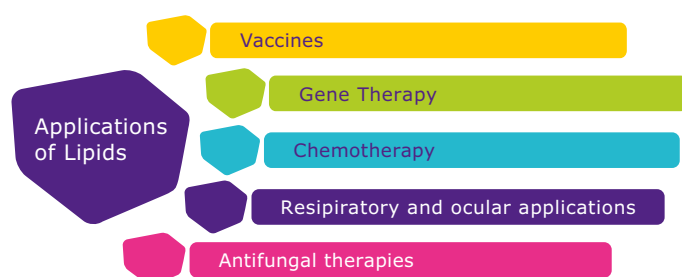 Vaccines
Gene Therapy
Applications
of Lipids
Chemotherapy
Resipiratory and ocular applications
Antifungal therapies